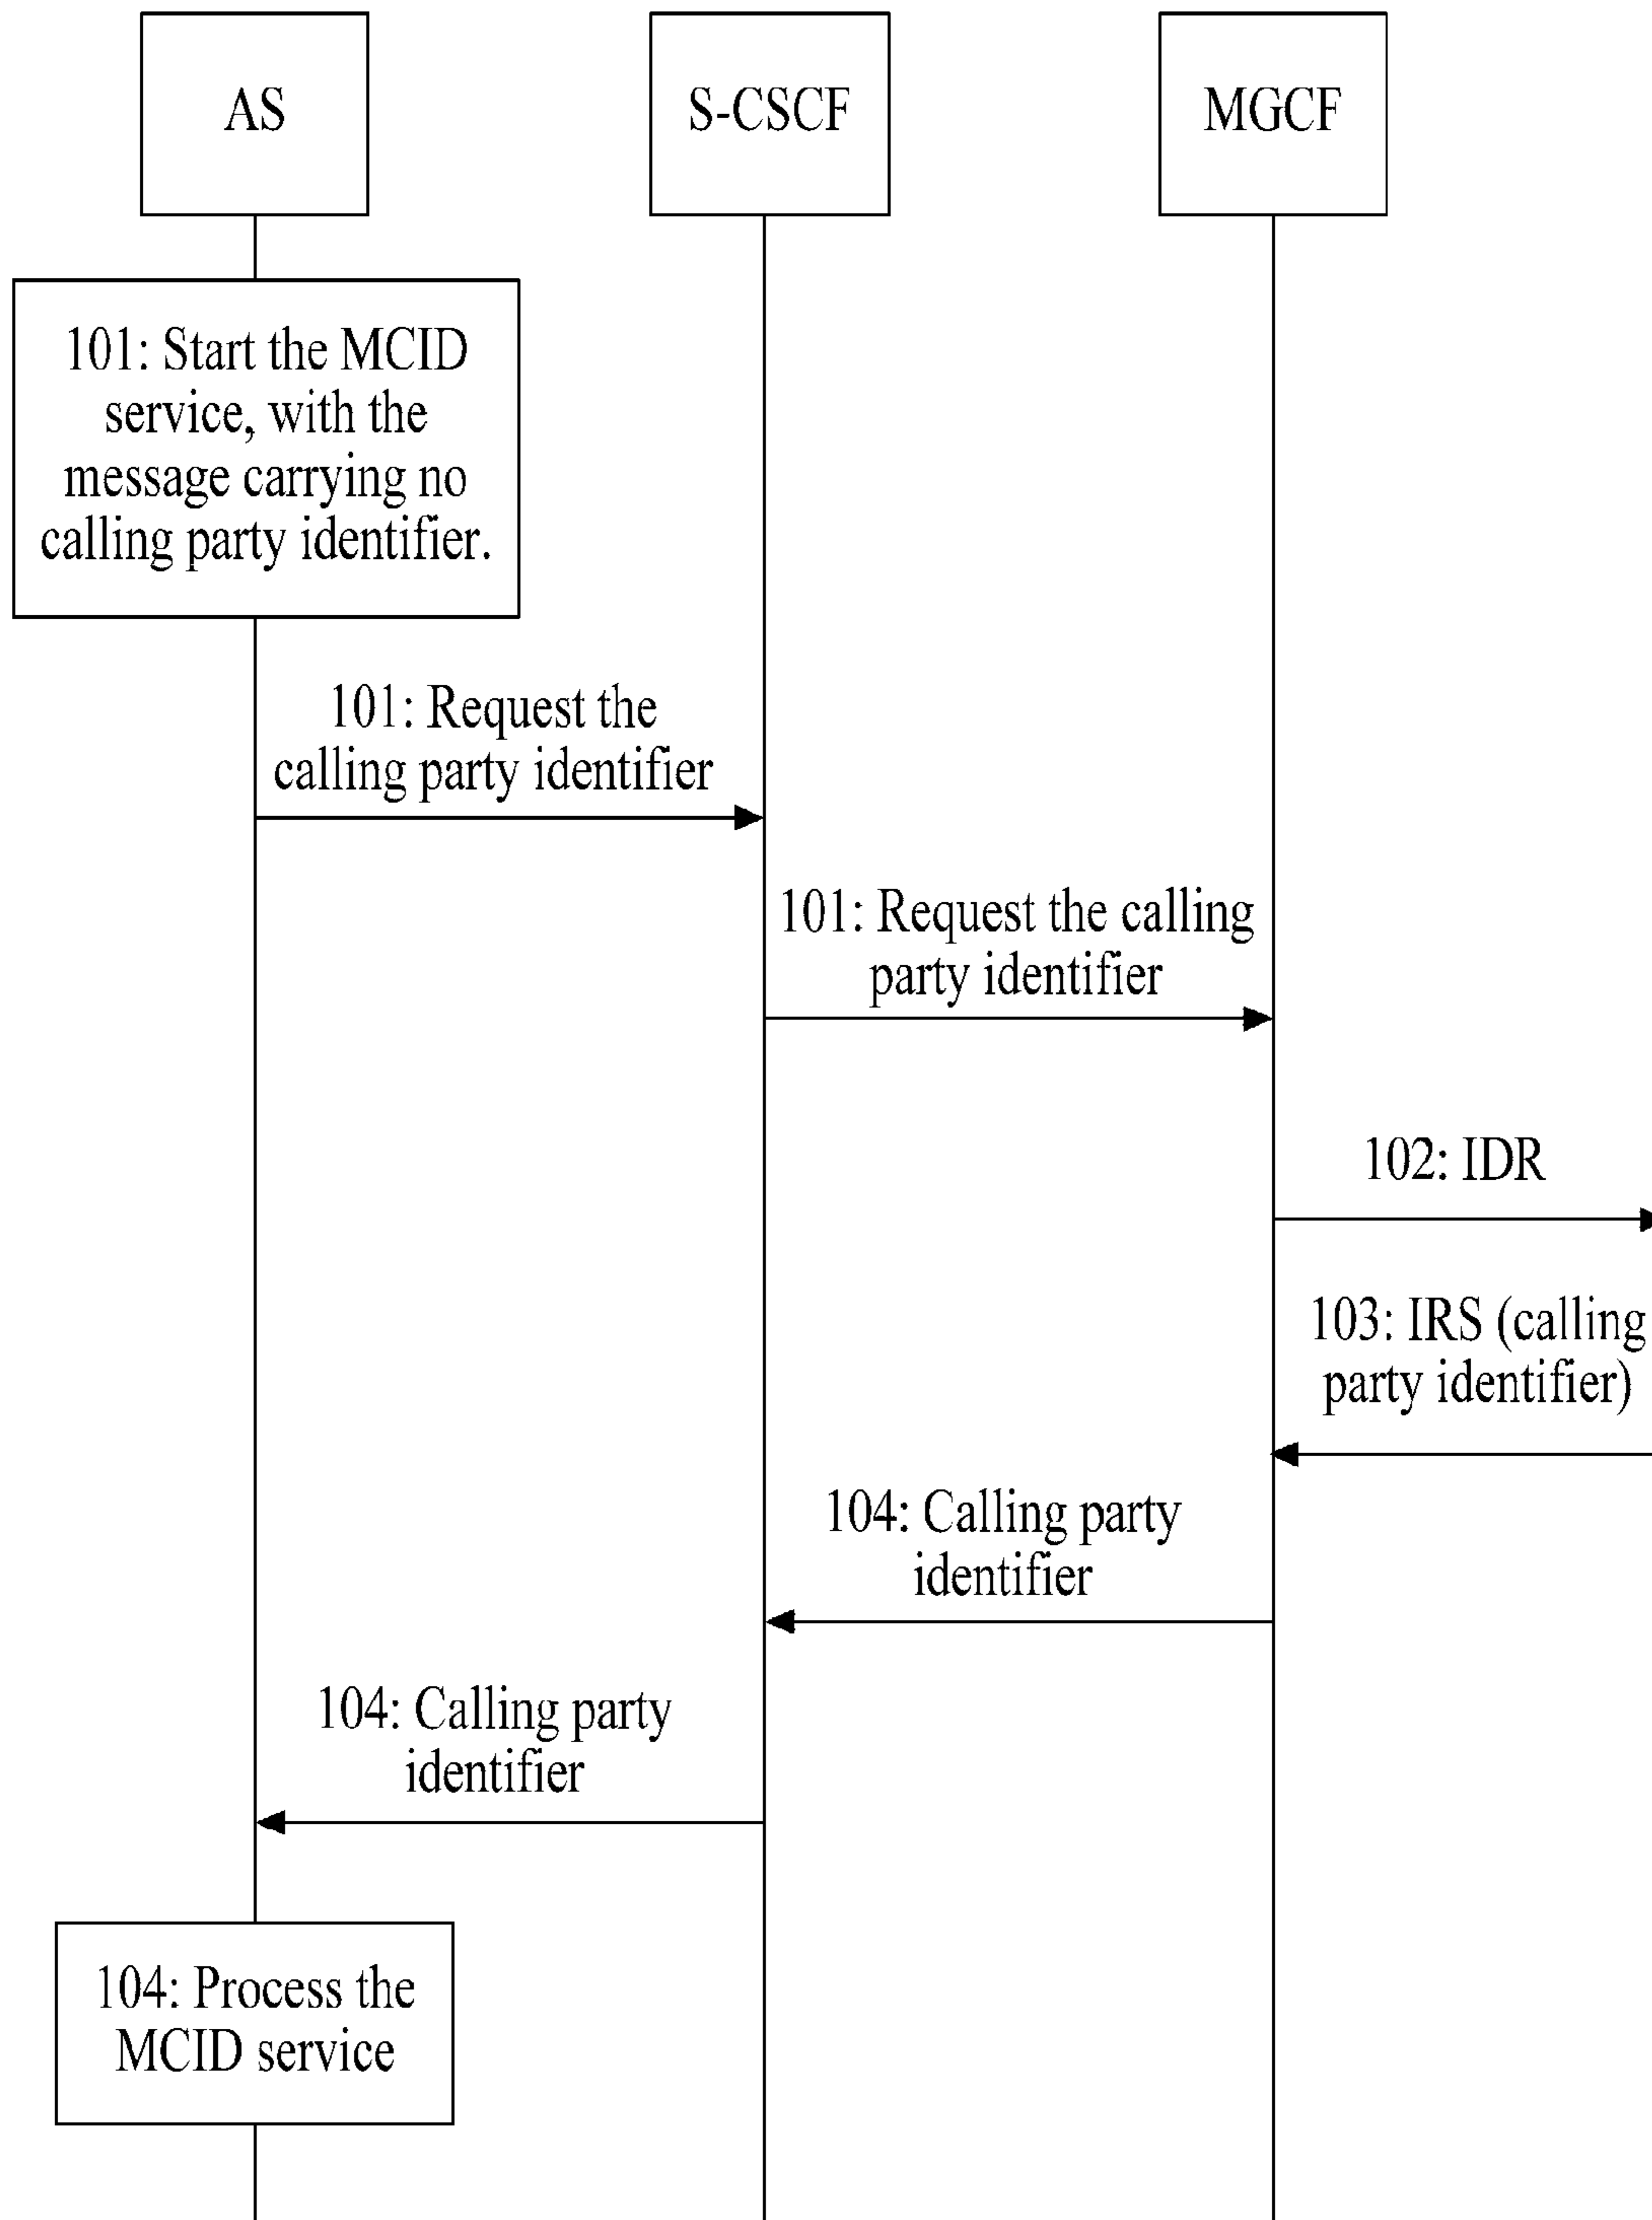 AS
S-CSCF
MGCF
101: Start the MCID
service, with the
message carrying no
calling party identifier.
101: Request the
calling party identifier
101: Request the calling
party identifier
102: IDR
103: IRS (calling
party identifier)
104: Calling party
identifier
104: Calling party
identifier
104: Process the
MCID service